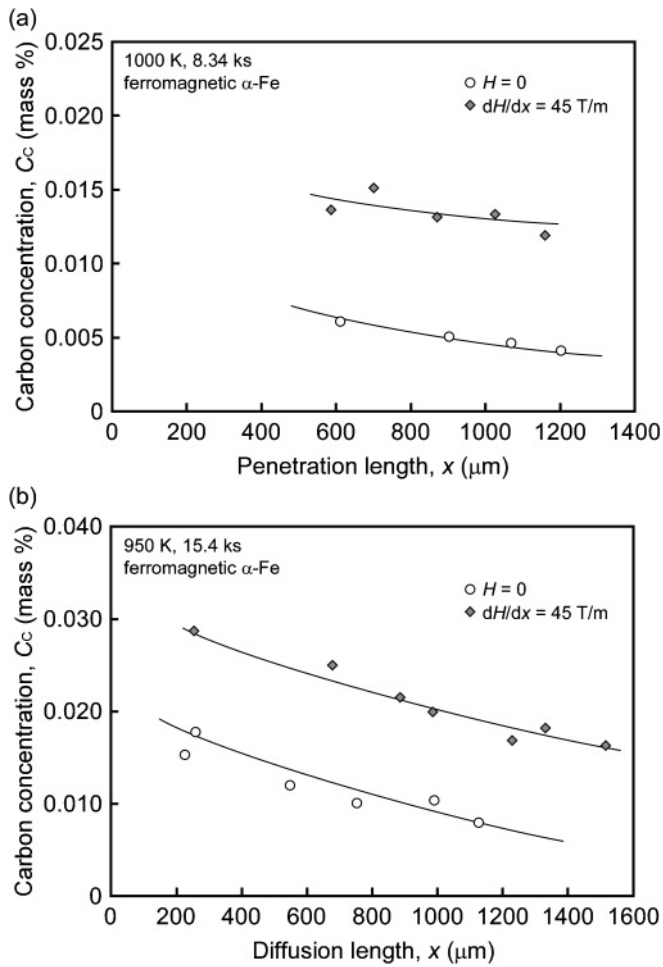 (a)
0.025
0.020
0.015
0.010
0.005
0
Carbon concentration, Cc (mass %)
1000 K, 8.34 ks
ferromagnetic α-Fe
H = 0
dH/dx = 45 T/m
0 200 400 600 800 1000 1200 1400
Penetration length, x (μm)
(b)
0.040
0.030
0.020
0.010
0
Carbon concentration, Cc (mass %)
950 K, 15.4 ks
ferromagnetic α-Fe
H = 0
dH/dx = 45 T/m
0 200 400 600 800 1000 1200 1400 1600
Diffusion length, x (μm)